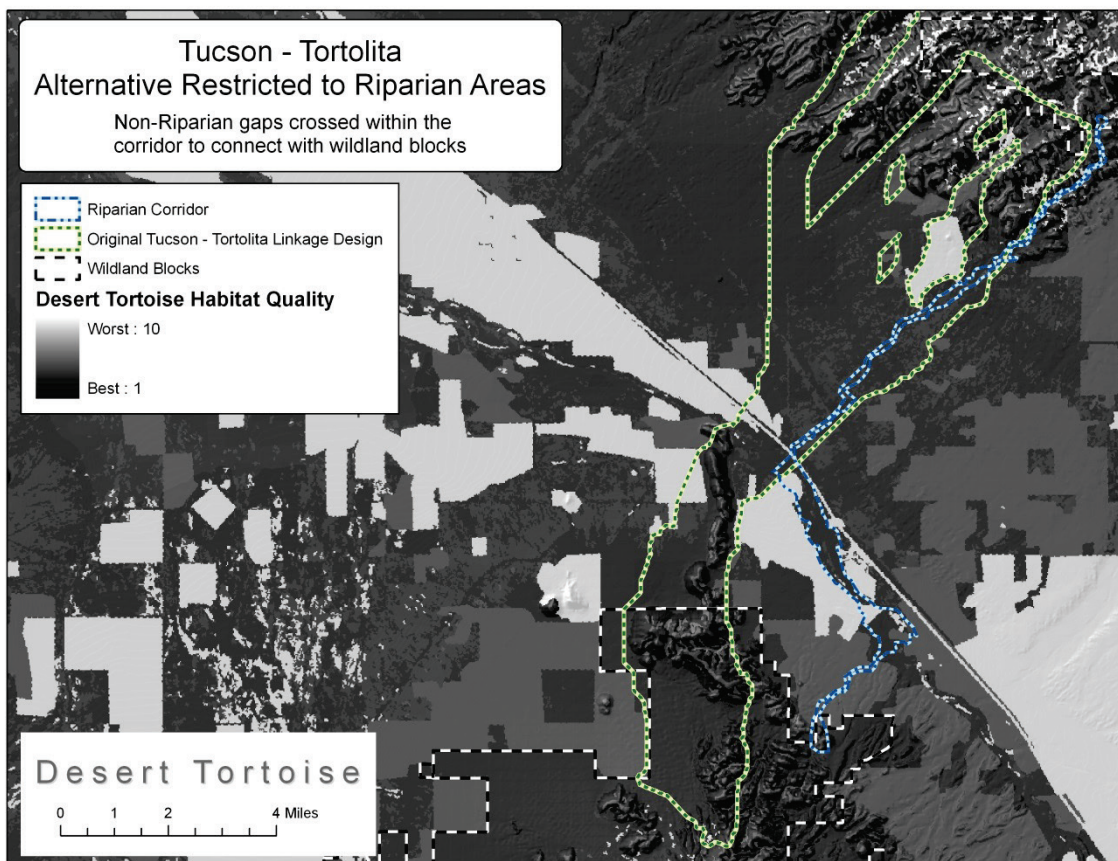 Tucson - Tortolita
Alternative Restricted to Riparian Areas
Non-Riparian gaps crossed within the
corridor to connect with wildland blocks
Riparian Corridor
Original Tucson - Tortolita Linkage Design
Wildland Blocks
Desert Tortoise Habitat Quality
Worst : 10
Best : 1
Desert Tortoise
0 1 2 4 Miles